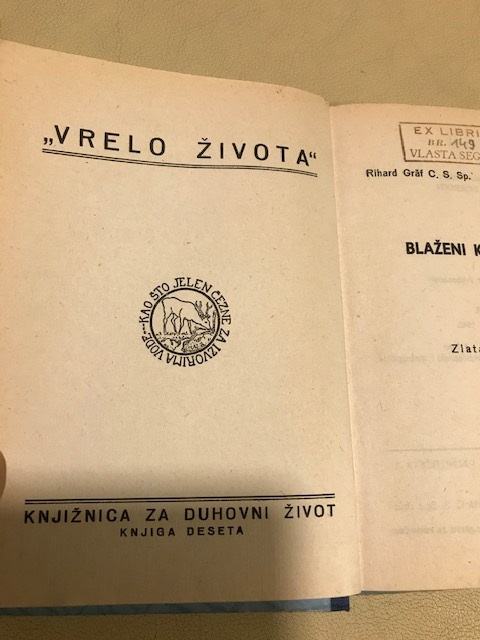 „VRELO ŽIVOTA“
KAO ŠTO JELEN ČEZNE ZA IZVORIMA VODE...
KNJIŽNICA ZA DUHOVNI ŽIVOT
KNJIGA DESETA
EX LIBRI
BR. 149
VLASTA SEG
Rihard Gräf C. S. Sp.
BLAŽENI K
Zlata